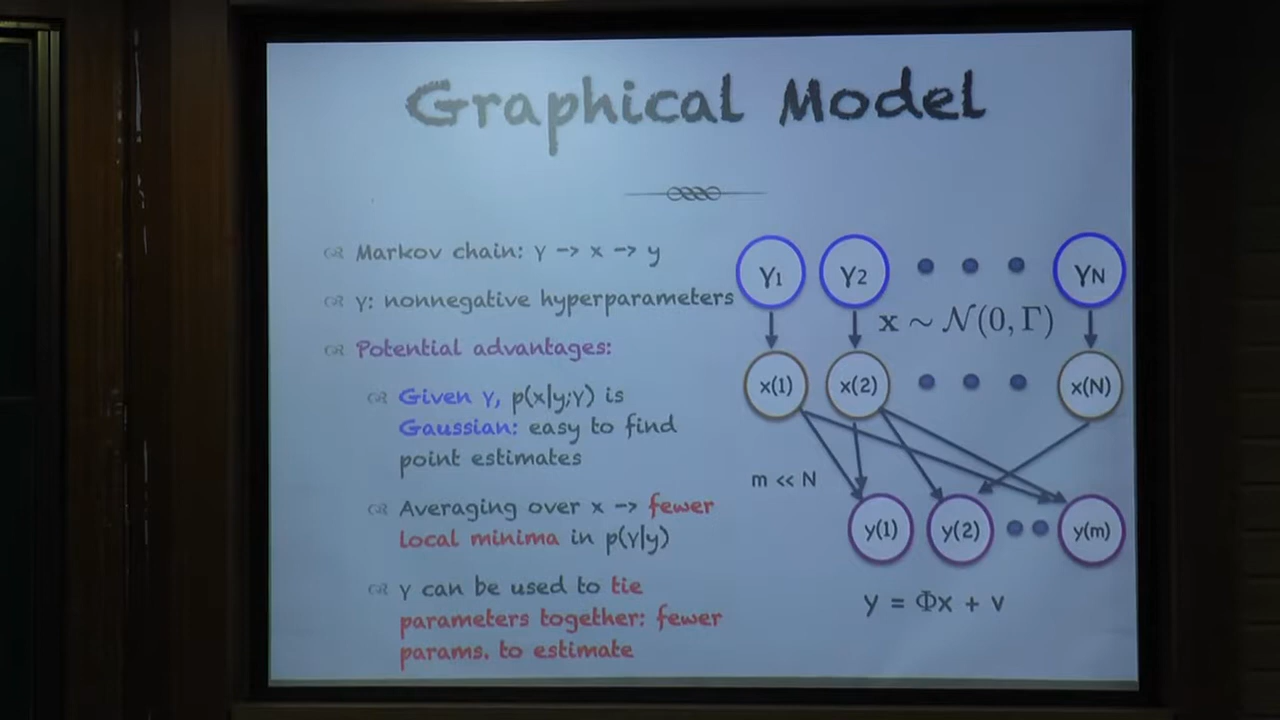 Graphical Model
Markov chain: γ -> x -> y
γ: nonnegative hyperparameters
Potential advantages:
Given γ, p(x|y;γ) is
Gaussian: easy to find
point estimates
Averaging over x -> fewer
local minima in p(γ|y)
γ can be used to tie
parameters together: fewer
params. to estimate
γ1 γ2 γN
x ~ N(0, Γ)
x(1) x(2) x(N)
m << N
y(1) y(2) y(m)
y = Φx + v